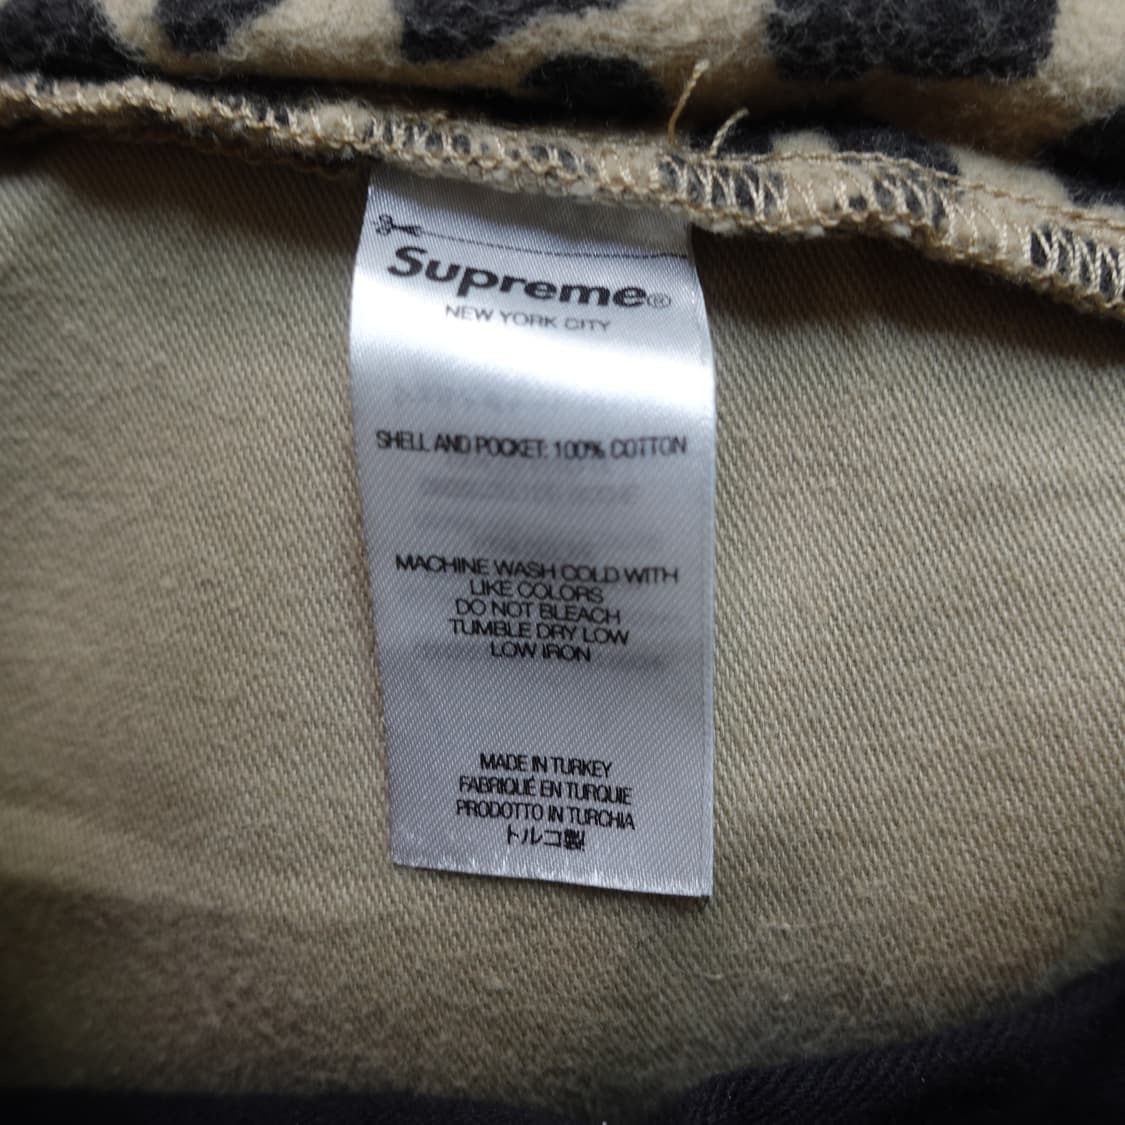 Supreme®
NEW YORK CITY
SHELL AND POCKET: 100% COTTON
MACHINE WASH COLD WITH
LIKE COLORS
DO NOT BLEACH
TUMBLE DRY LOW
LOW IRON
MADE IN TURKEY
FABRIQUÉ EN TURQUIE
PRODOTTO IN TURCHIA
トルコ製